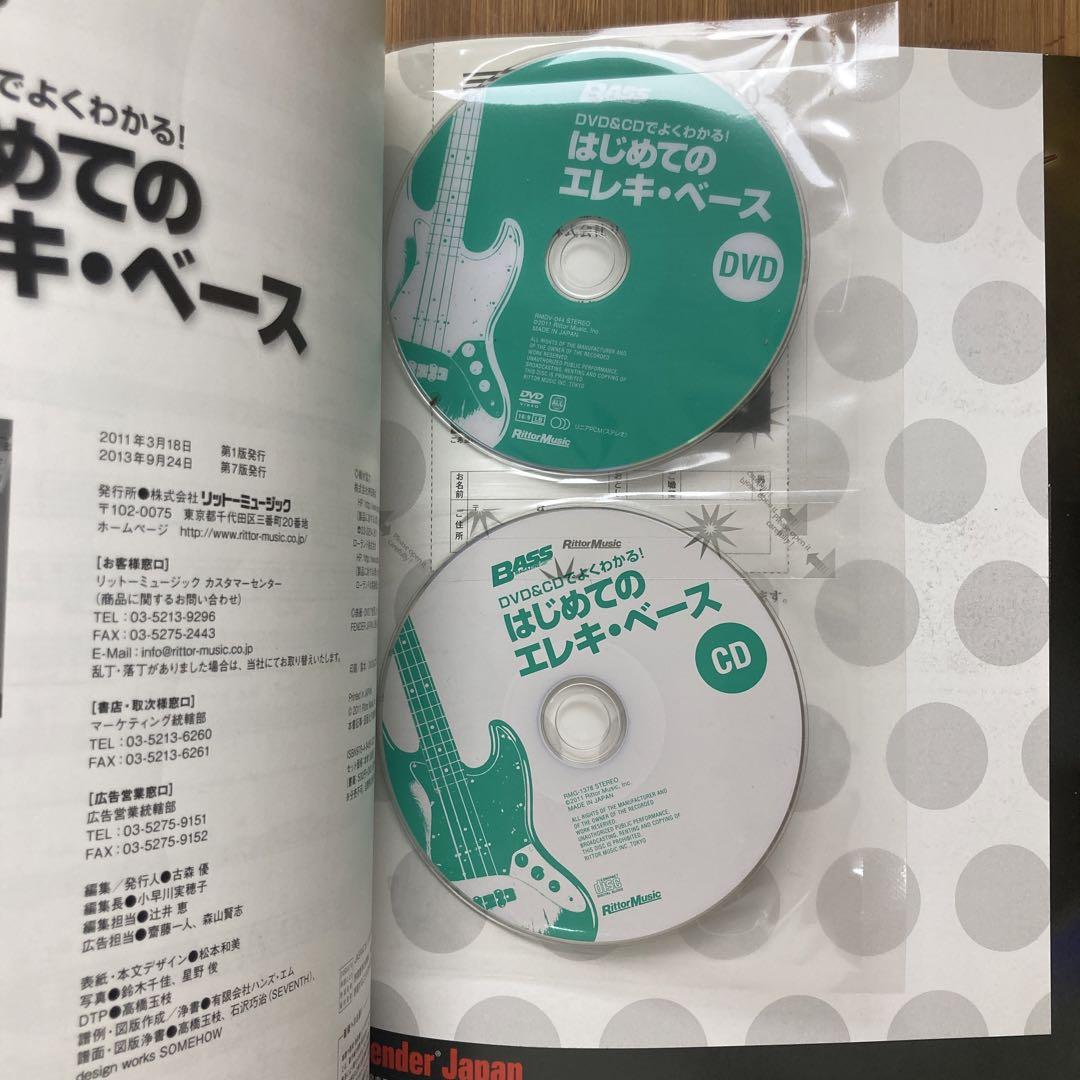 でよくわかる!
めての
キ・ベース
2011年3月18日 第1版発行
2013年9月24日 第7版発行
発行所●株式会社 リットーミュージック
〒102-0075 東京都千代田区三番町20番地
ホームページ http://www.rittor-music.co.jp/
[お客様窓口]
リットーミュージック カスタマーセンター
(商品に関するお問い合わせ)
TEL:03-5213-9296
FAX:03-5275-2443
E-Mail:info@rittor-music.co.jp
乱丁・落丁がありました場合は、当社にてお取り替えいたします。
[書店・取次様窓口]
マーケティング統轄部
TEL:03-5213-6260
FAX:03-5213-6261
[広告営業窓口]
広告営業統轄部
TEL:03-5275-9151
FAX:03-5275-9152
編集/発行人●古森 優
編集長●小早川実穂子
編集担当●辻井 恵
広告担当●齋藤一人、森山賢志
表紙・本文デザイン●松本和美
写真●鈴木千佳、星野 俊
DTP●高橋玉枝
譜例・図版作成/浄書●有限会社ハンズ・エム
譜面・図版浄書●高橋玉枝、石沢巧治(SEVENTH)、
design works SOMEHOW
BASS
DVD&CDでよくわかる!
はじめての
エレキ・ベース
DVD
RMDV-044 STEREO
©2011 Rittor Music, Inc.
MADE IN JAPAN
ALL RIGHTS OF THE MANUFACTURER AND
OF THE OWNER OF THE RECORDED
WORK RESERVED.
UNAUTHORIZED PUBLIC PERFORMANCE,
BROADCASTING, RENTING AND COPYING OF
THIS DISC IS PROHIBITED.
RITTOR MUSIC INC. TOKYO
DVD VIDEO ALL
16:9 LB リニアPCM(ステレオ)
RittorMusic
お名前
ご住所
BASS RittorMusic
DVD&CDでよくわかる!
はじめての
エレキ・ベース
CD
RMG-1378 STEREO
©2011 Rittor Music, Inc.
MADE IN JAPAN
ALL RIGHTS OF THE MANUFACTURER AND
OF THE OWNER OF THE RECORDED
WORK RESERVED.
UNAUTHORIZED PUBLIC PERFORMANCE,
BROADCASTING, RENTING AND COPYING OF
THIS DISC IS PROHIBITED.
RITTOR MUSIC INC. TOKYO
COMPACT disc DIGITAL AUDIO
RittorMusic
ender® Japan